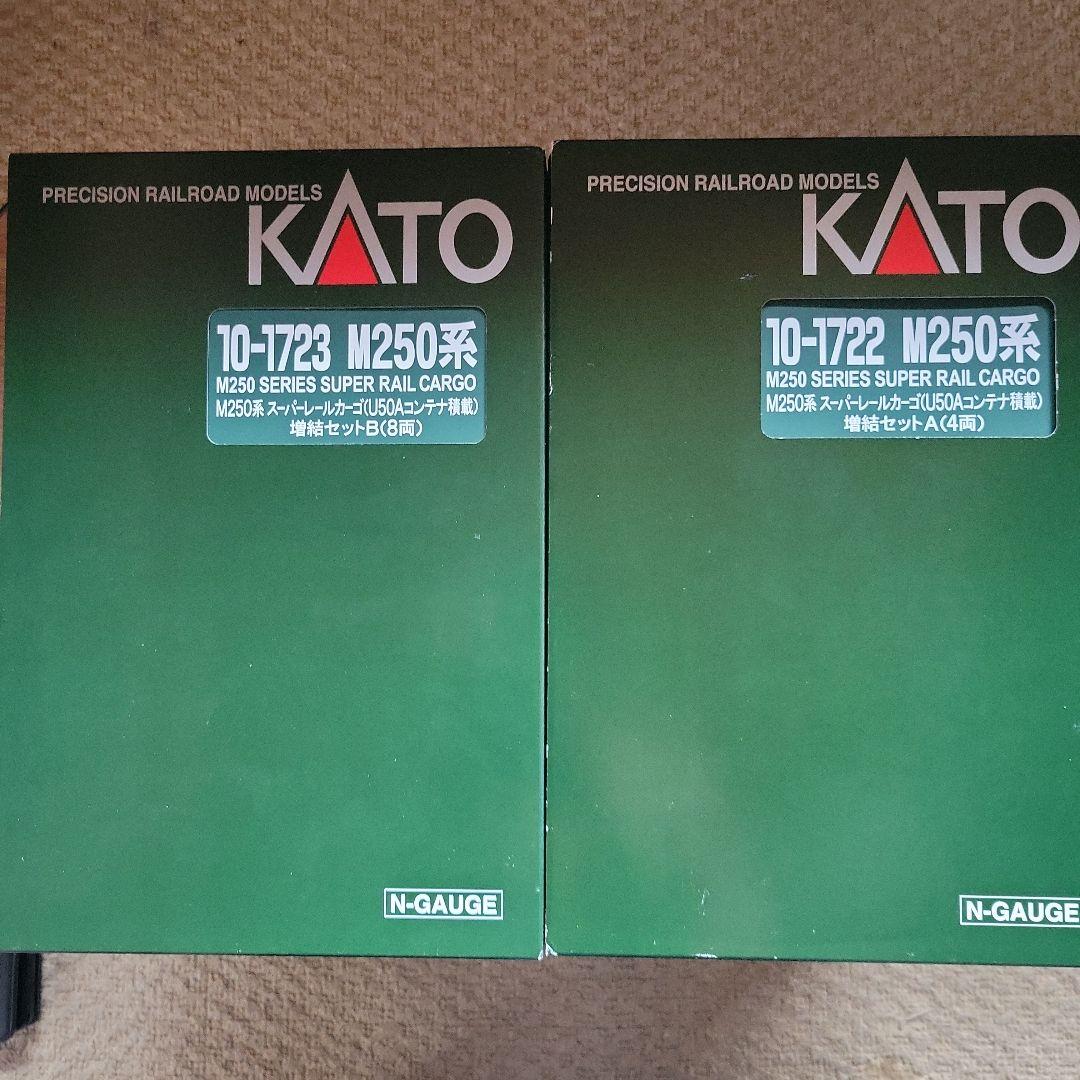 PRECISION RAILROAD MODELS
KATO
10-1723 M250系
M250 SERIES SUPER RAIL CARGO
M250系 スーパーレールカーゴ(U50Aコンテナ積載)
増結セットB(8両)
N-GAUGE
PRECISION RAILROAD MODELS
KATO
10-1722 M250系
M250 SERIES SUPER RAIL CARGO
M250系 スーパーレールカーゴ(U50Aコンテナ積載)
増結セットA(4両)
N-GAUGE